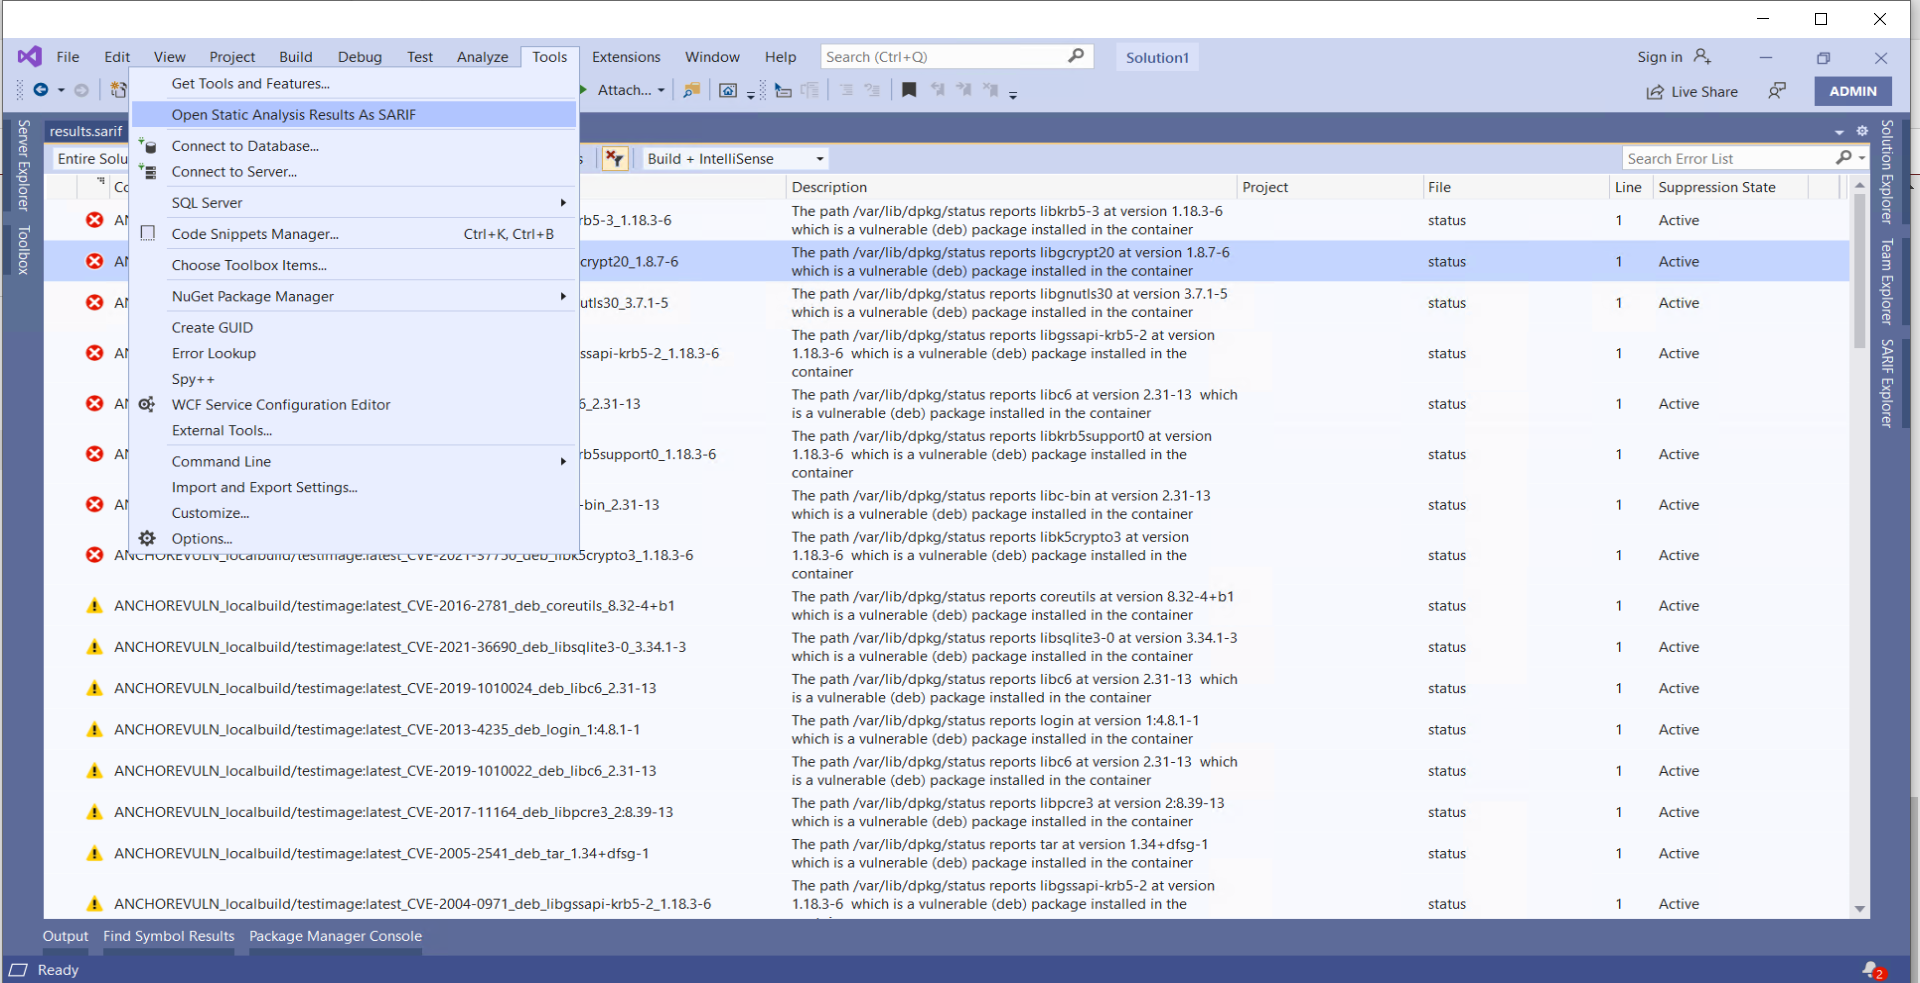 File Edit View Project Build Debug Test Analyze Tools Extensions Window Help Search (Ctrl+Q) Solution1 Sign in
Attach... Live Share ADMIN
results.sarif
Entire Solu Build + IntelliSense Search Error List
Server Explorer
Toolbox
Solution Explorer
Team Explorer
SARIF Explorer
Get Tools and Features...
Open Static Analysis Results As SARIF
Connect to Database...
Connect to Server...
SQL Server
Code Snippets Manager... Ctrl+K, Ctrl+B
Choose Toolbox Items...
NuGet Package Manager
Create GUID
Error Lookup
Spy++
WCF Service Configuration Editor
External Tools...
Command Line
Import and Export Settings...
Customize...
Options...
Co Description Project File Line Suppression State
AN rb5-3_1.18.3-6 The path /var/lib/dpkg/status reports libkrb5-3 at version 1.18.3-6 status 1 Active
which is a vulnerable (deb) package installed in the container
AN crypt20_1.8.7-6 The path /var/lib/dpkg/status reports libgcrypt20 at version 1.8.7-6 status 1 Active
which is a vulnerable (deb) package installed in the container
AN utls30_3.7.1-5 The path /var/lib/dpkg/status reports libgnutls30 at version 3.7.1-5 status 1 Active
which is a vulnerable (deb) package installed in the container
The path /var/lib/dpkg/status reports libgssapi-krb5-2 at version
AN ssapi-krb5-2_1.18.3-6 1.18.3-6 which is a vulnerable (deb) package installed in the status 1 Active
container
AN 6_2.31-13 The path /var/lib/dpkg/status reports libc6 at version 2.31-13 which status 1 Active
is a vulnerable (deb) package installed in the container
The path /var/lib/dpkg/status reports libkrb5support0 at version
AN rb5support0_1.18.3-6 1.18.3-6 which is a vulnerable (deb) package installed in the status 1 Active
container
AN -bin_2.31-13 The path /var/lib/dpkg/status reports libc-bin at version 2.31-13 status 1 Active
which is a vulnerable (deb) package installed in the container
The path /var/lib/dpkg/status reports libk5crypto3 at version
ANCHOREVULN_localbuild/testimage:latest_CVE-2021-37750_deb_libk5crypto3_1.18.3-6 1.18.3-6 which is a vulnerable (deb) package installed in the status 1 Active
container
ANCHOREVULN_localbuild/testimage:latest_CVE-2016-2781_deb_coreutils_8.32-4+b1 The path /var/lib/dpkg/status reports coreutils at version 8.32-4+b1 status 1 Active
which is a vulnerable (deb) package installed in the container
ANCHOREVULN_localbuild/testimage:latest_CVE-2021-36690_deb_libsqlite3-0_3.34.1-3 The path /var/lib/dpkg/status reports libsqlite3-0 at version 3.34.1-3 status 1 Active
which is a vulnerable (deb) package installed in the container
ANCHOREVULN_localbuild/testimage:latest_CVE-2019-1010024_deb_libc6_2.31-13 The path /var/lib/dpkg/status reports libc6 at version 2.31-13 which status 1 Active
is a vulnerable (deb) package installed in the container
ANCHOREVULN_localbuild/testimage:latest_CVE-2013-4235_deb_login_1:4.8.1-1 The path /var/lib/dpkg/status reports login at version 1:4.8.1-1 status 1 Active
which is a vulnerable (deb) package installed in the container
ANCHOREVULN_localbuild/testimage:latest_CVE-2019-1010022_deb_libc6_2.31-13 The path /var/lib/dpkg/status reports libc6 at version 2.31-13 which status 1 Active
is a vulnerable (deb) package installed in the container
ANCHOREVULN_localbuild/testimage:latest_CVE-2017-11164_deb_libpcre3_2:8.39-13 The path /var/lib/dpkg/status reports libpcre3 at version 2:8.39-13 status 1 Active
which is a vulnerable (deb) package installed in the container
ANCHOREVULN_localbuild/testimage:latest_CVE-2005-2541_deb_tar_1.34+dfsg-1 The path /var/lib/dpkg/status reports tar at version 1.34+dfsg-1 status 1 Active
which is a vulnerable (deb) package installed in the container
The path /var/lib/dpkg/status reports libgssapi-krb5-2 at version
ANCHOREVULN_localbuild/testimage:latest_CVE-2004-0971_deb_libgssapi-krb5-2_1.18.3-6 1.18.3-6 which is a vulnerable (deb) package installed in the status 1 Active
Output Find Symbol Results Package Manager Console
Ready 2